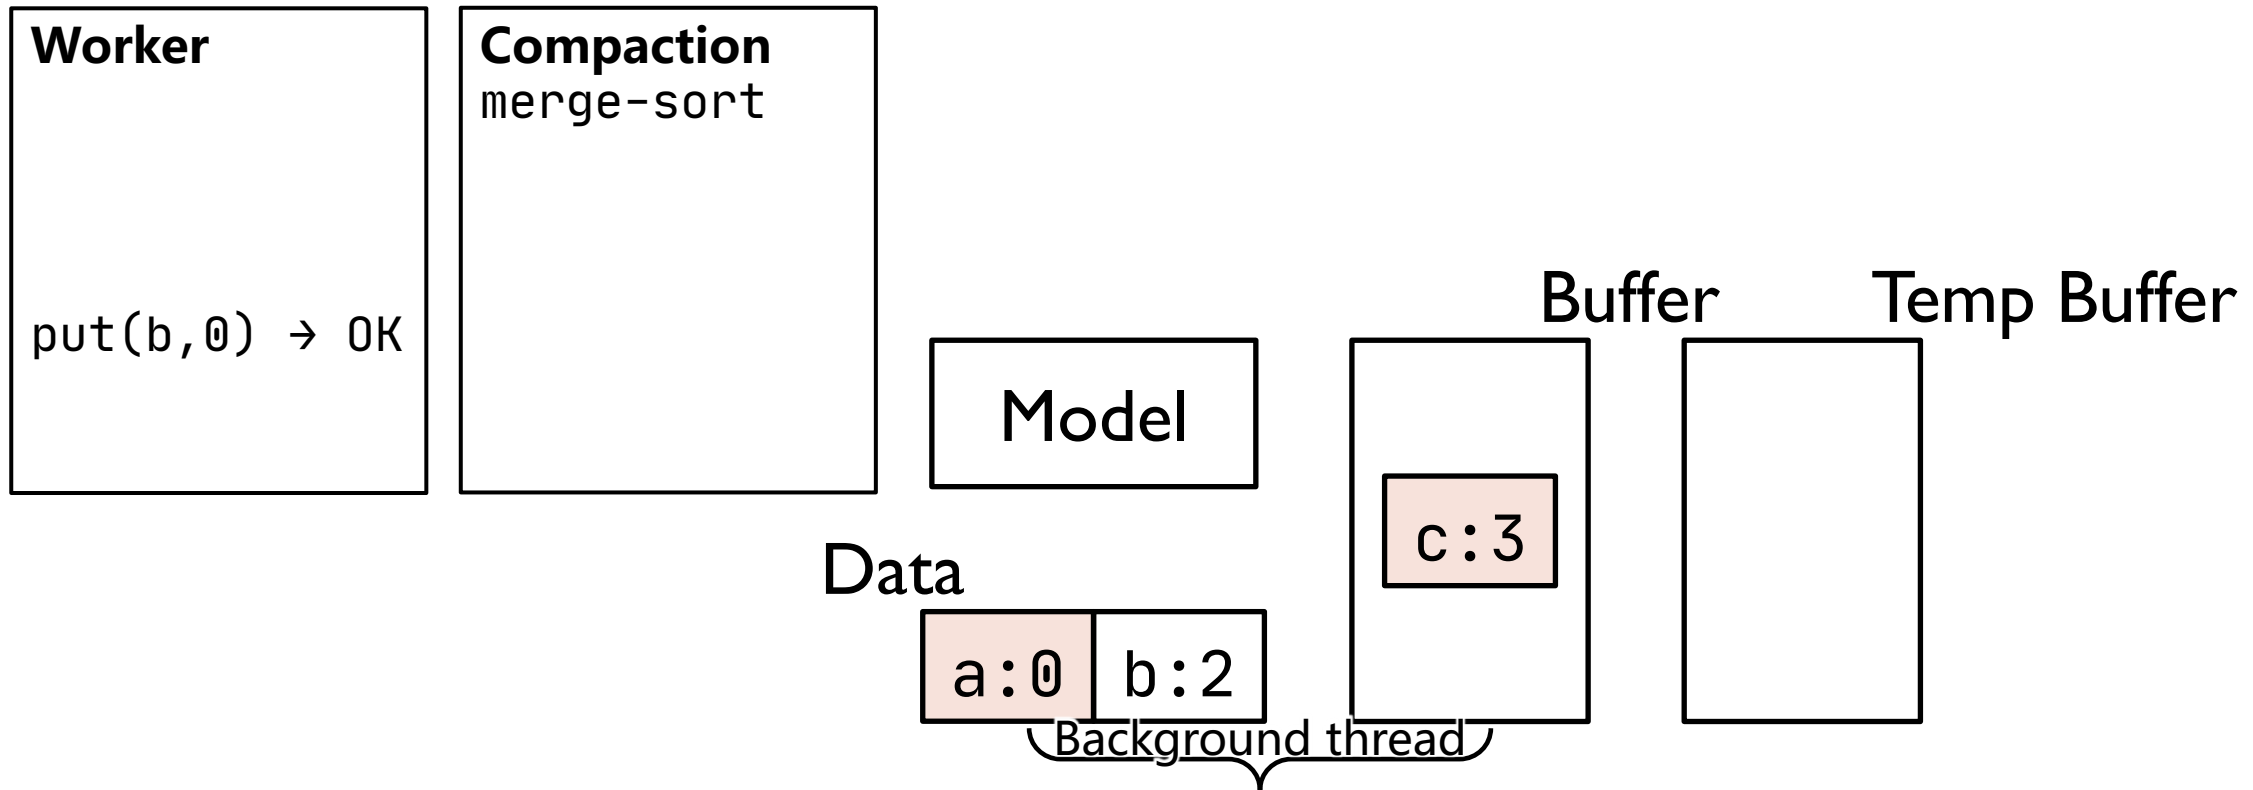 Worker
put(b,0) → OK
Compaction
merge-sort
Model
Data
a:0
b:2
Buffer
c:3
Temp Buffer
Background thread